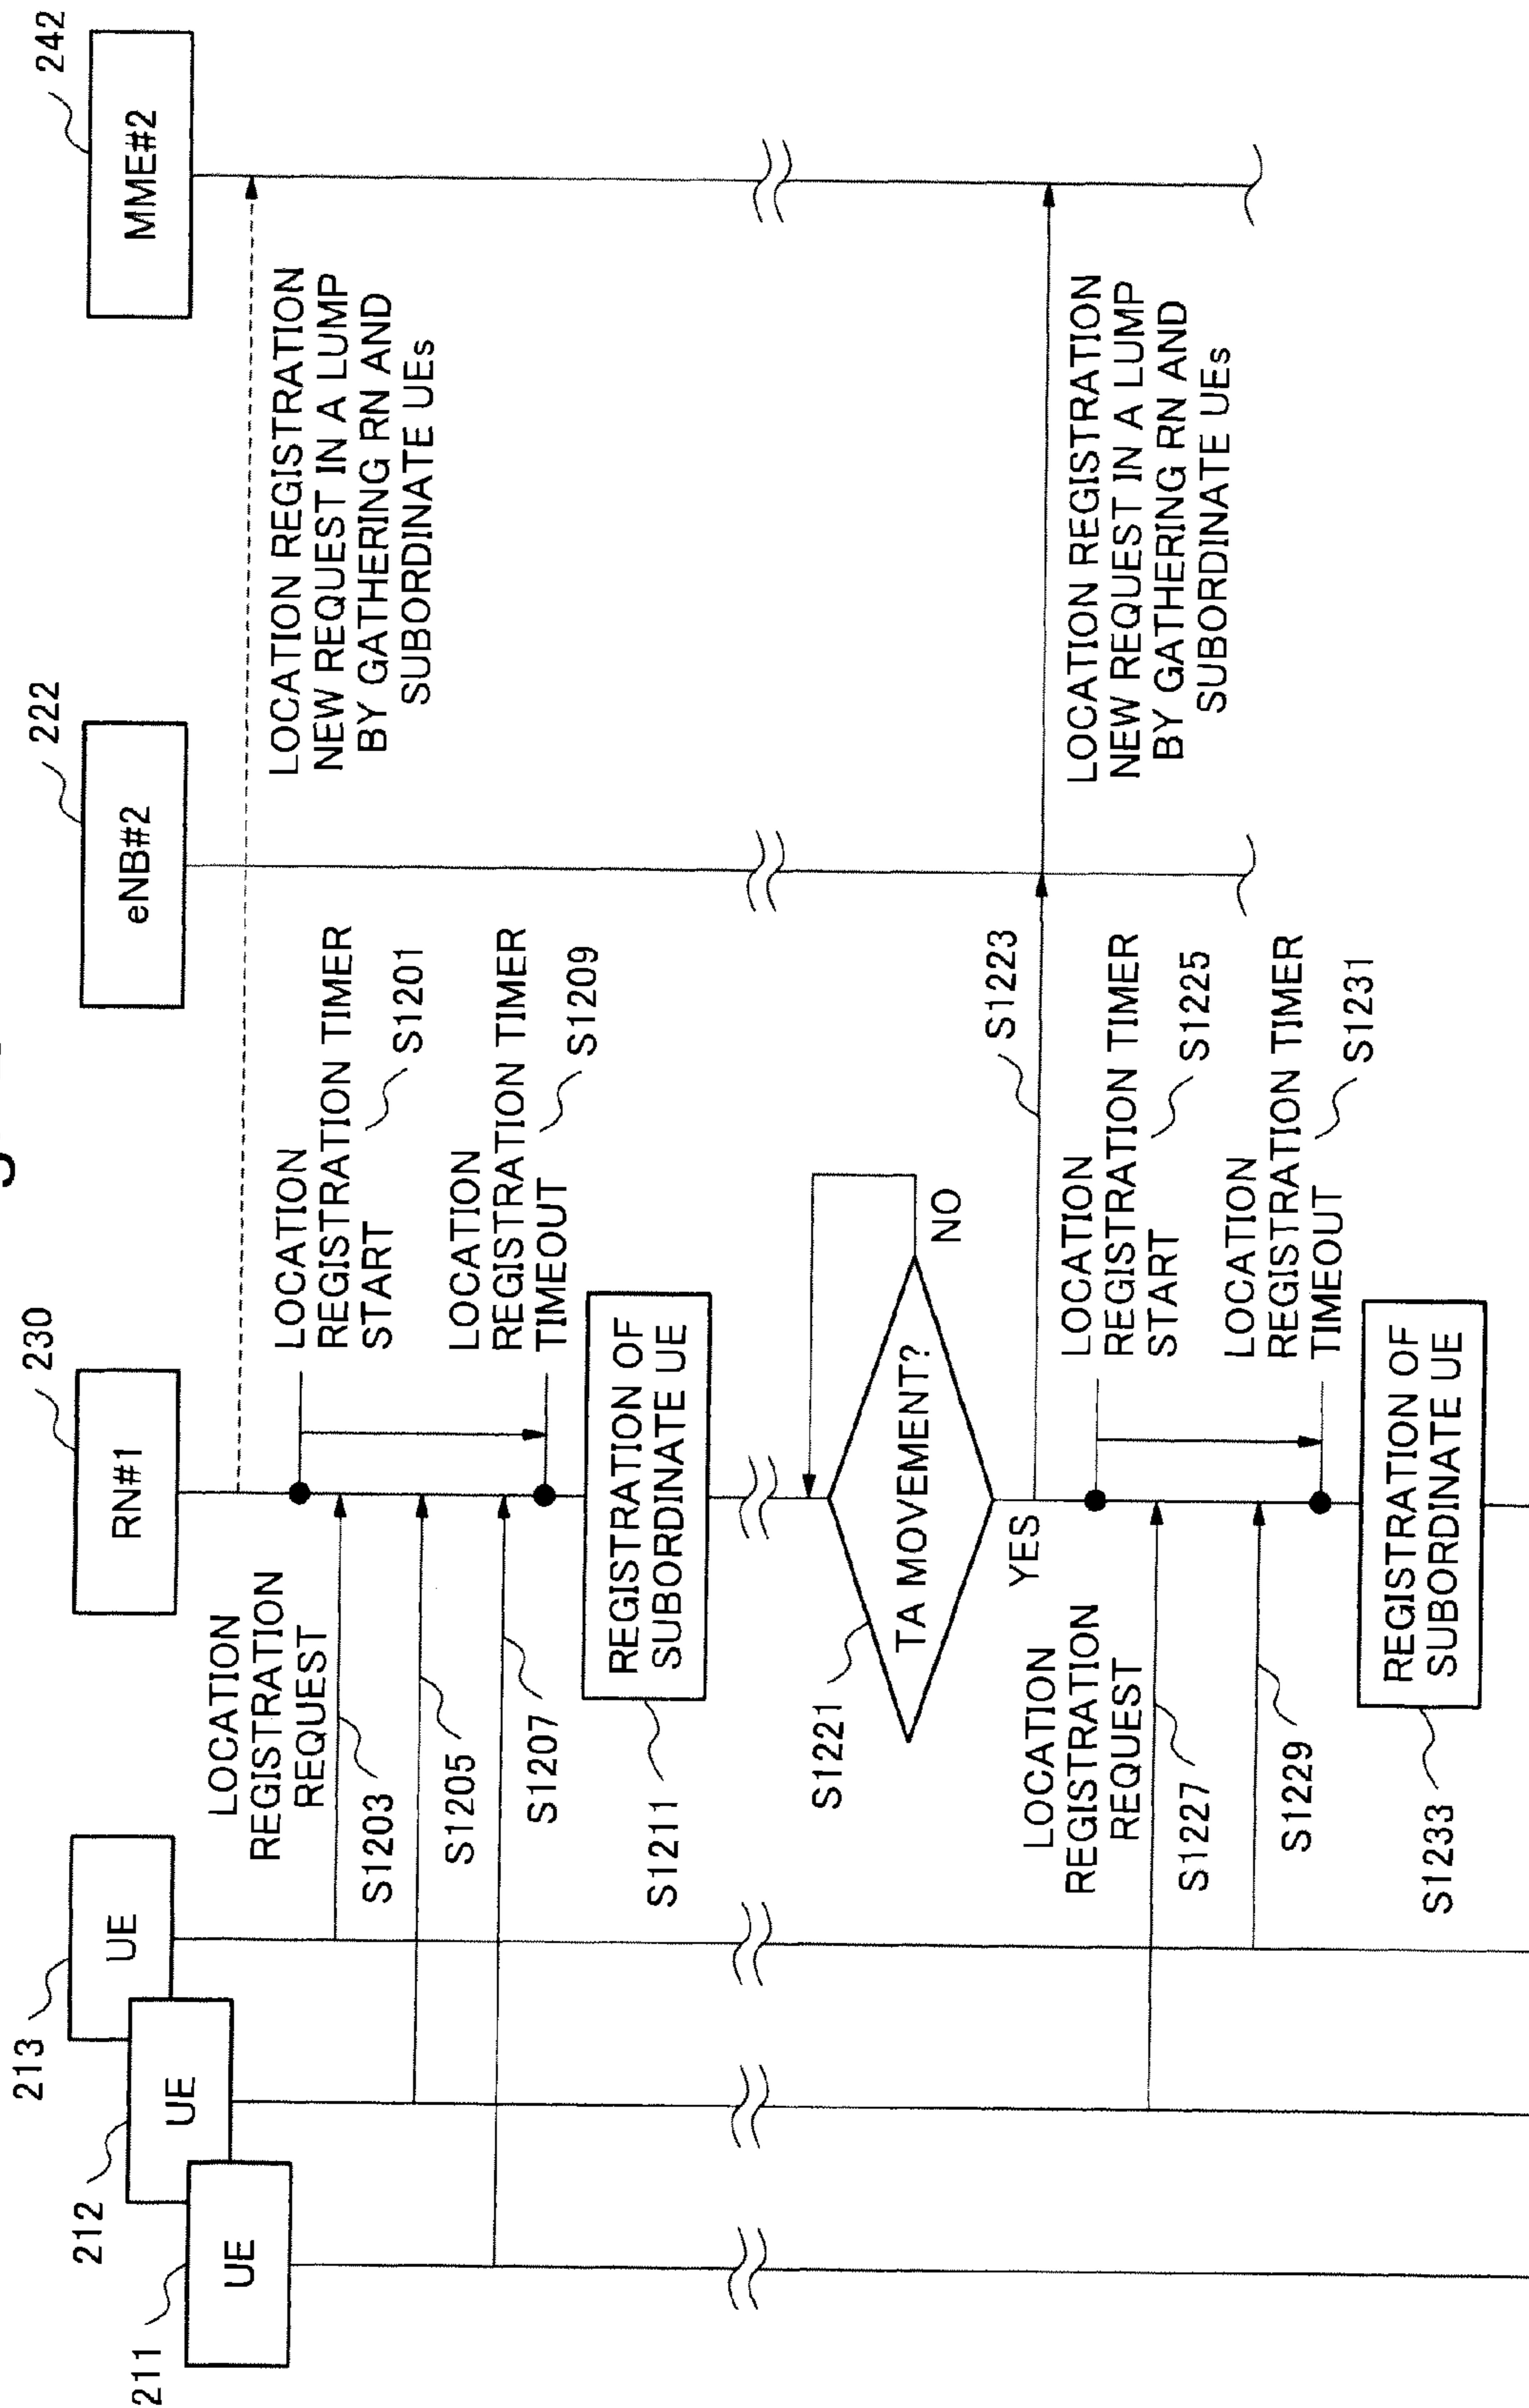 211
UE
212
UE
213
UE
230
RN#1
222
eNB#2
242
MME#2
LOCATION
REGISTRATION
REQUEST
S1203
S1205
S1207
LOCATION
REGISTRATION TIMER
START
S1201
LOCATION
REGISTRATION TIMER
TIMEOUT
S1209
LOCATION REGISTRATION
NEW REQUEST IN A LUMP
BY GATHERING RN AND
SUBORDINATE UEs
S1211
REGISTRATION OF
SUBORDINATE UE
S1221
TA MOVEMENT?
NO
YES
S1223
LOCATION REGISTRATION
NEW REQUEST IN A LUMP
BY GATHERING RN AND
SUBORDINATE UEs
LOCATION
REGISTRATION
REQUEST
S1227
S1229
LOCATION
REGISTRATION TIMER
START
S1225
LOCATION
REGISTRATION TIMER
TIMEOUT
S1231
S1233
REGISTRATION OF
SUBORDINATE UE